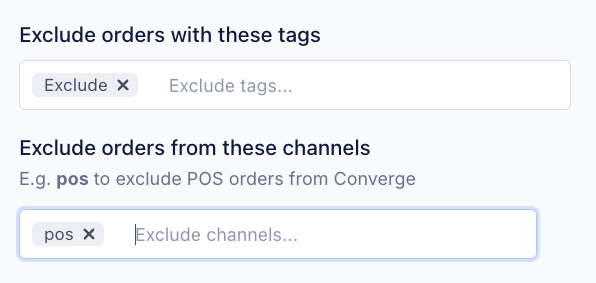 Exclude orders with these tags
Exclude ✕ Exclude tags...
Exclude orders from these channels
E.g. pos to exclude POS orders from Converge
pos ✕ Exclude channels...